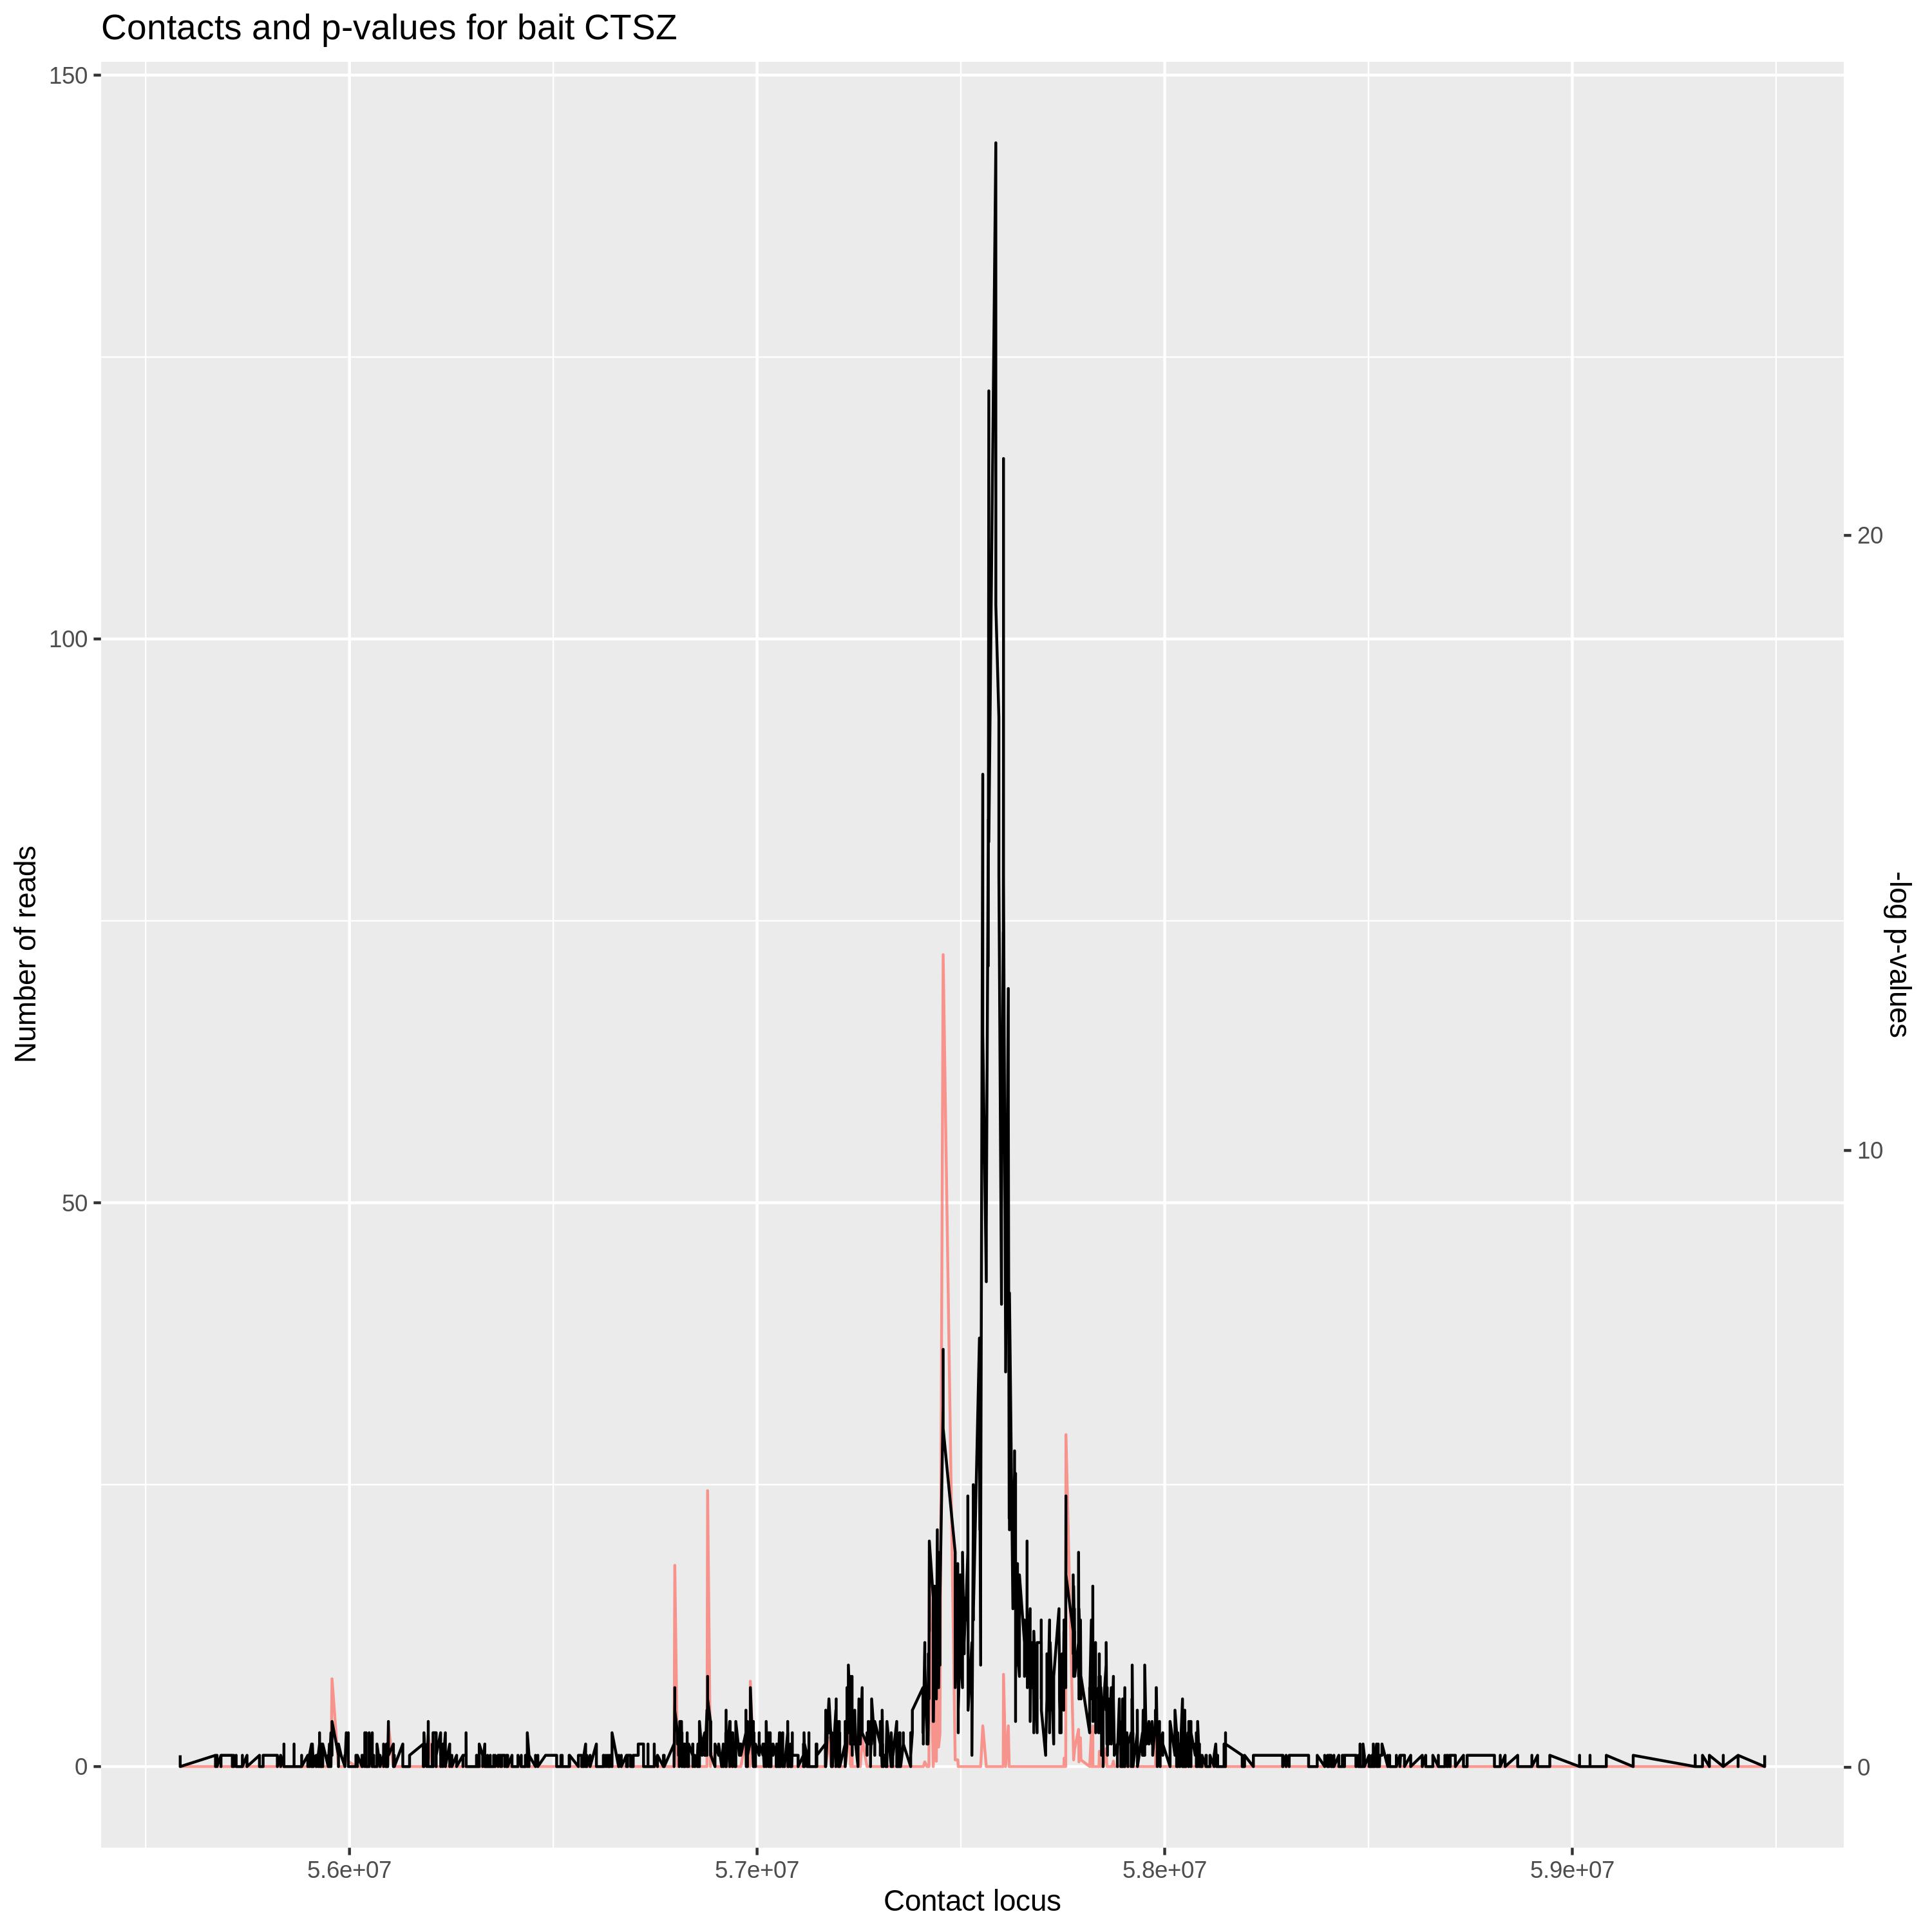 Contacts and p-values for bait CTSZ
150
100
50
0
Number of reads
20
10
0
-log p-values
5.6e+07 5.7e+07 5.8e+07 5.9e+07
Contact locus